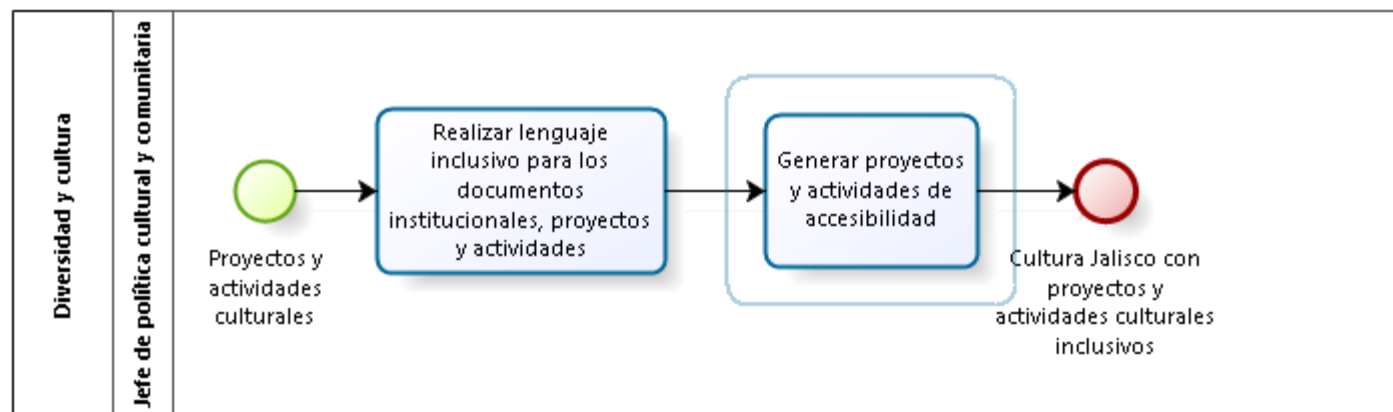 Diversidad y cultura
Jefe de política cultural y comunitaria
Proyectos y
actividades
culturales
Realizar lenguaje
inclusivo para los
documentos
institucionales, proyectos
y actividades
Generar proyectos
y actividades de
accesibilidad
Cultura Jalisco con
proyectos y
actividades culturales
inclusivos